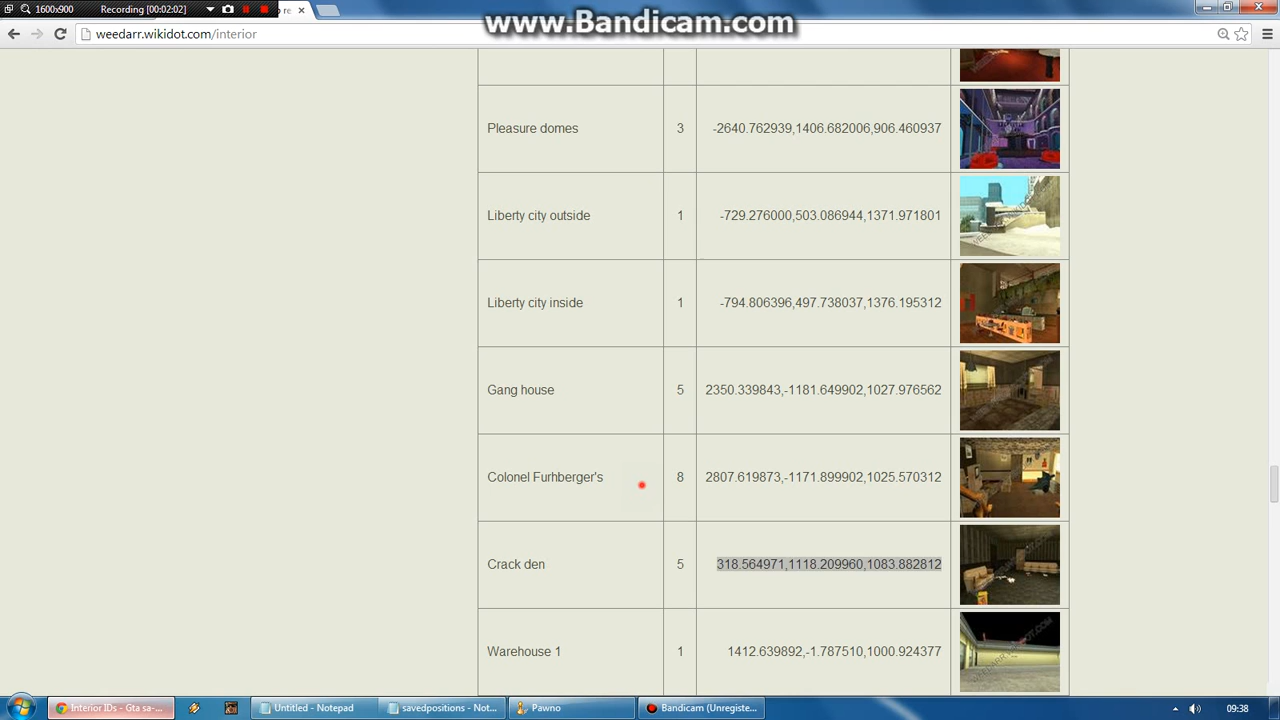 1600x900 Recording [00:02:02]
www.Bandicam.com
weedarr.wikidot.com/interior
Pleasure domes 3 -2640.762939,1406.682006,906.460937
Liberty city outside 1 -729.276000,503.086944,1371.971801
Liberty city inside 1 -794.806396,497.738037,1376.195312
Gang house 5 2350.339843,-1181.649902,1027.976562
Colonel Furhberger's 8 2807.619873,-1171.899902,1025.570312
Crack den 5 318.564971,1118.209960,1083.882812
Warehouse 1 1 1412.639892,-1.787510,1000.924377
Interior IDs - Gta sa-... Untitled - Notepad savedpositions - Not... Pawno Bandicam (Unregiste... 09:38